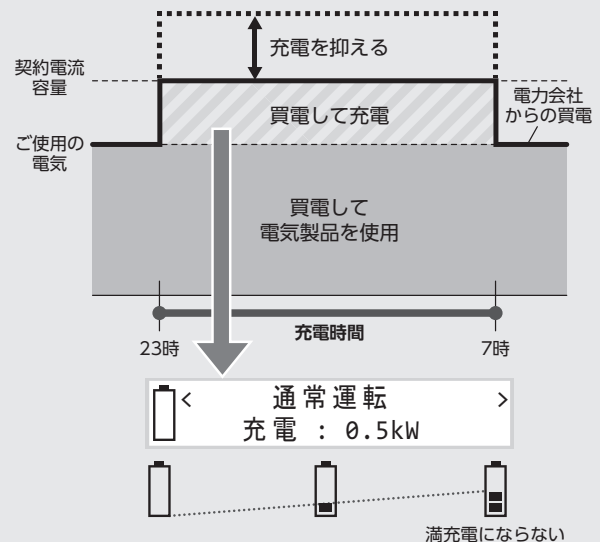 充電を抑える
契約電流
容量
買電して充電
電力会社
からの買電
ご使用の
電気
買電して
電気製品を使用
充電時間
23時
7時
< 通常運転 >
充電 : 0.5kW
満充電にならない